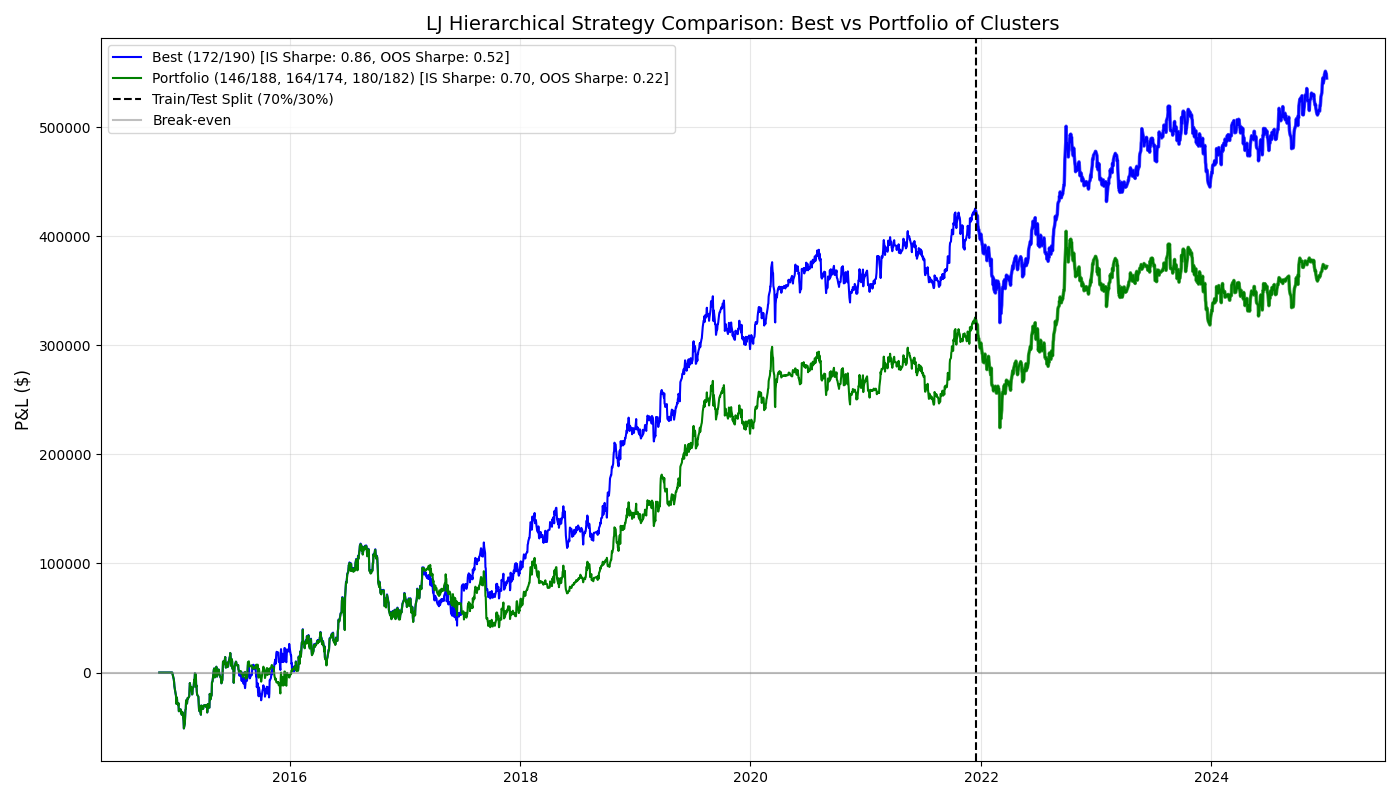 LJ Hierarchical Strategy Comparison: Best vs Portfolio of Clusters
Best (172/190) [IS Sharpe: 0.86, OOS Sharpe: 0.52]
Portfolio (146/188, 164/174, 180/182) [IS Sharpe: 0.70, OOS Sharpe: 0.22]
Train/Test Split (70%/30%)
Break-even
P&L ($)
500000
400000
300000
200000
100000
0
2016
2018
2020
2022
2024